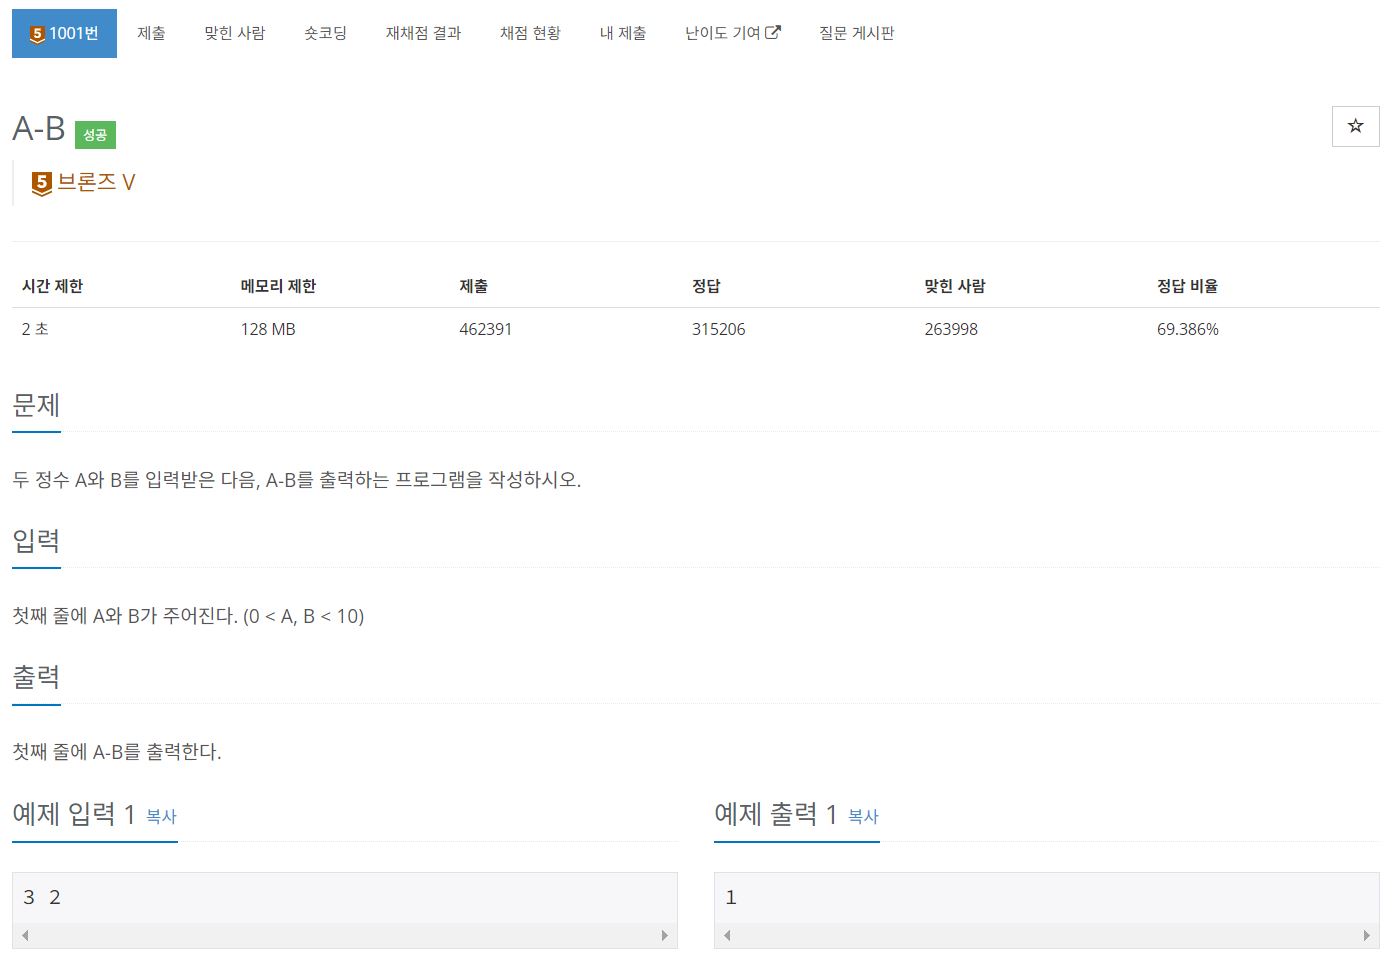 5 1001번 제출 맞힌 사람 숏코딩 재채점 결과 채점 현황 내 제출 난이도 기여 질문 게시판
A-B 성공
5 브론즈 V
시간 제한 메모리 제한 제출 정답 맞힌 사람 정답 비율
2 초 128 MB 462391 315206 263998 69.386%
문제
두 정수 A와 B를 입력받은 다음, A-B를 출력하는 프로그램을 작성하시오.
입력
첫째 줄에 A와 B가 주어진다. (0 < A, B < 10)
출력
첫째 줄에 A-B를 출력한다.
예제 입력 1 복사
3 2
예제 출력 1 복사
1